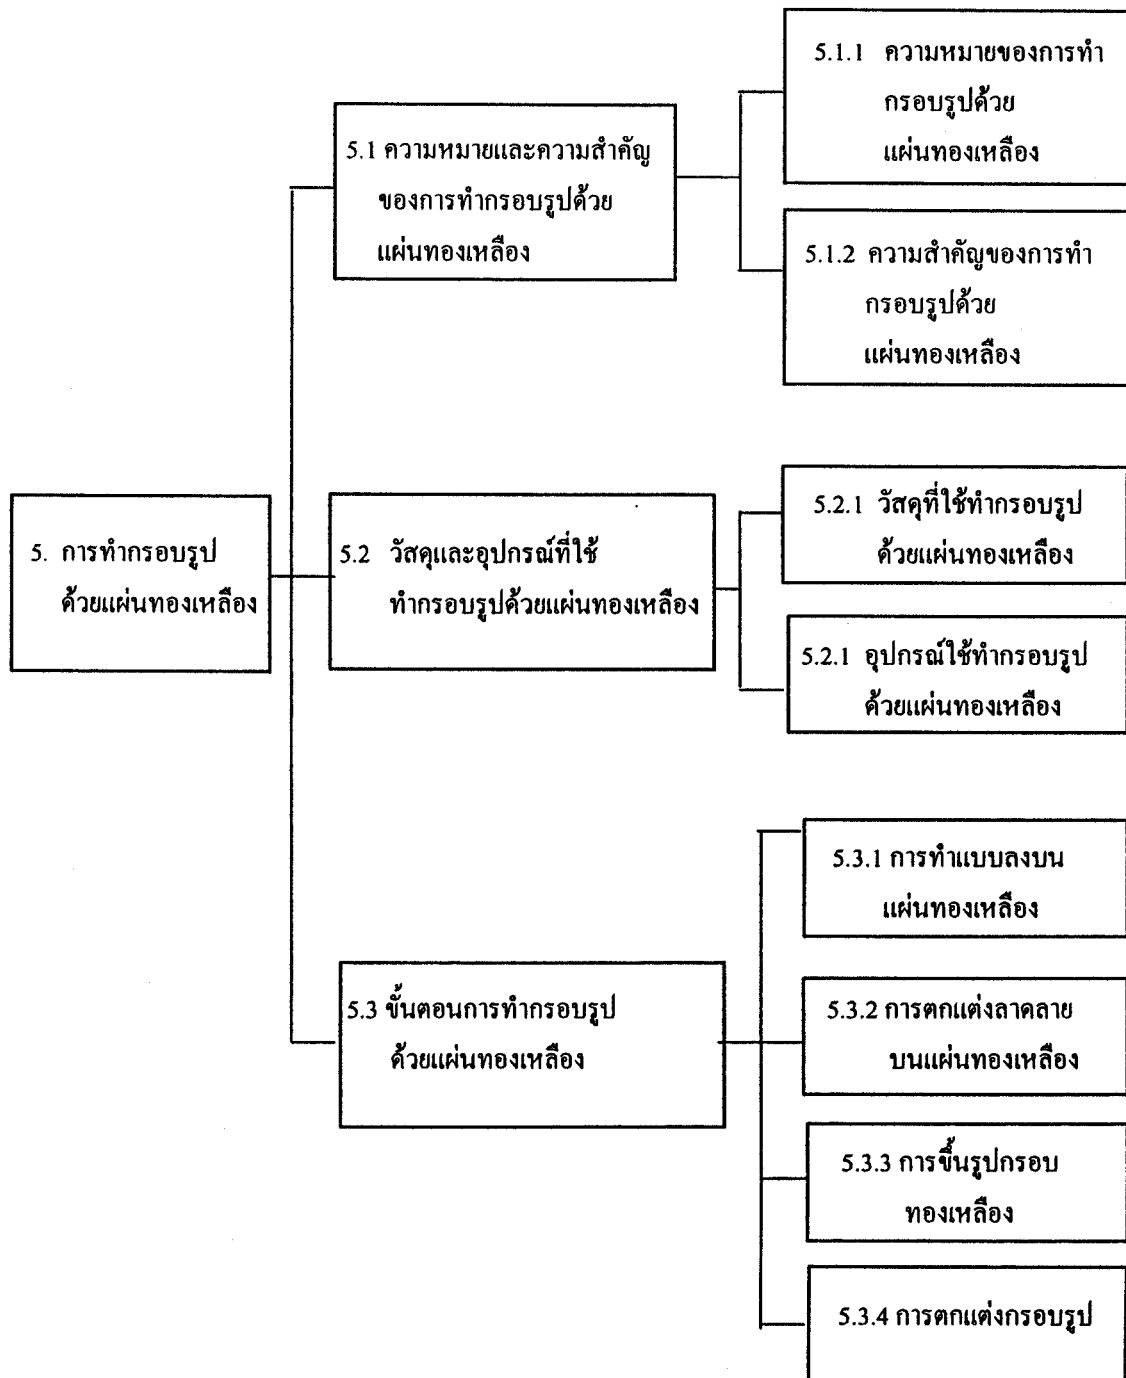 5. การทำกรอบรูป
ด้วยแผ่นทองเหลือง
5.1 ความหมายและความสำคัญ
ของการทำกรอบรูปด้วย
แผ่นทองเหลือง
5.1.1 ความหมายของการทำ
กรอบรูปด้วย
แผ่นทองเหลือง
5.1.2 ความสำคัญของการทำ
กรอบรูปด้วย
แผ่นทองเหลือง
5.2 วัสดุและอุปกรณ์ที่ใช้
ทำกรอบรูปด้วยแผ่นทองเหลือง
5.2.1 วัสดุที่ใช้ทำกรอบรูป
ด้วยแผ่นทองเหลือง
5.2.1 อุปกรณ์ใช้ทำกรอบรูป
ด้วยแผ่นทองเหลือง
5.3 ขั้นตอนการทำกรอบรูป
ด้วยแผ่นทองเหลือง
5.3.1 การทำแบบลงบน
แผ่นทองเหลือง
5.3.2 การตกแต่งลาดลาย
บนแผ่นทองเหลือง
5.3.3 การขึ้นรูปกรอบ
ทองเหลือง
5.3.4 การตกแต่งกรอบรูป